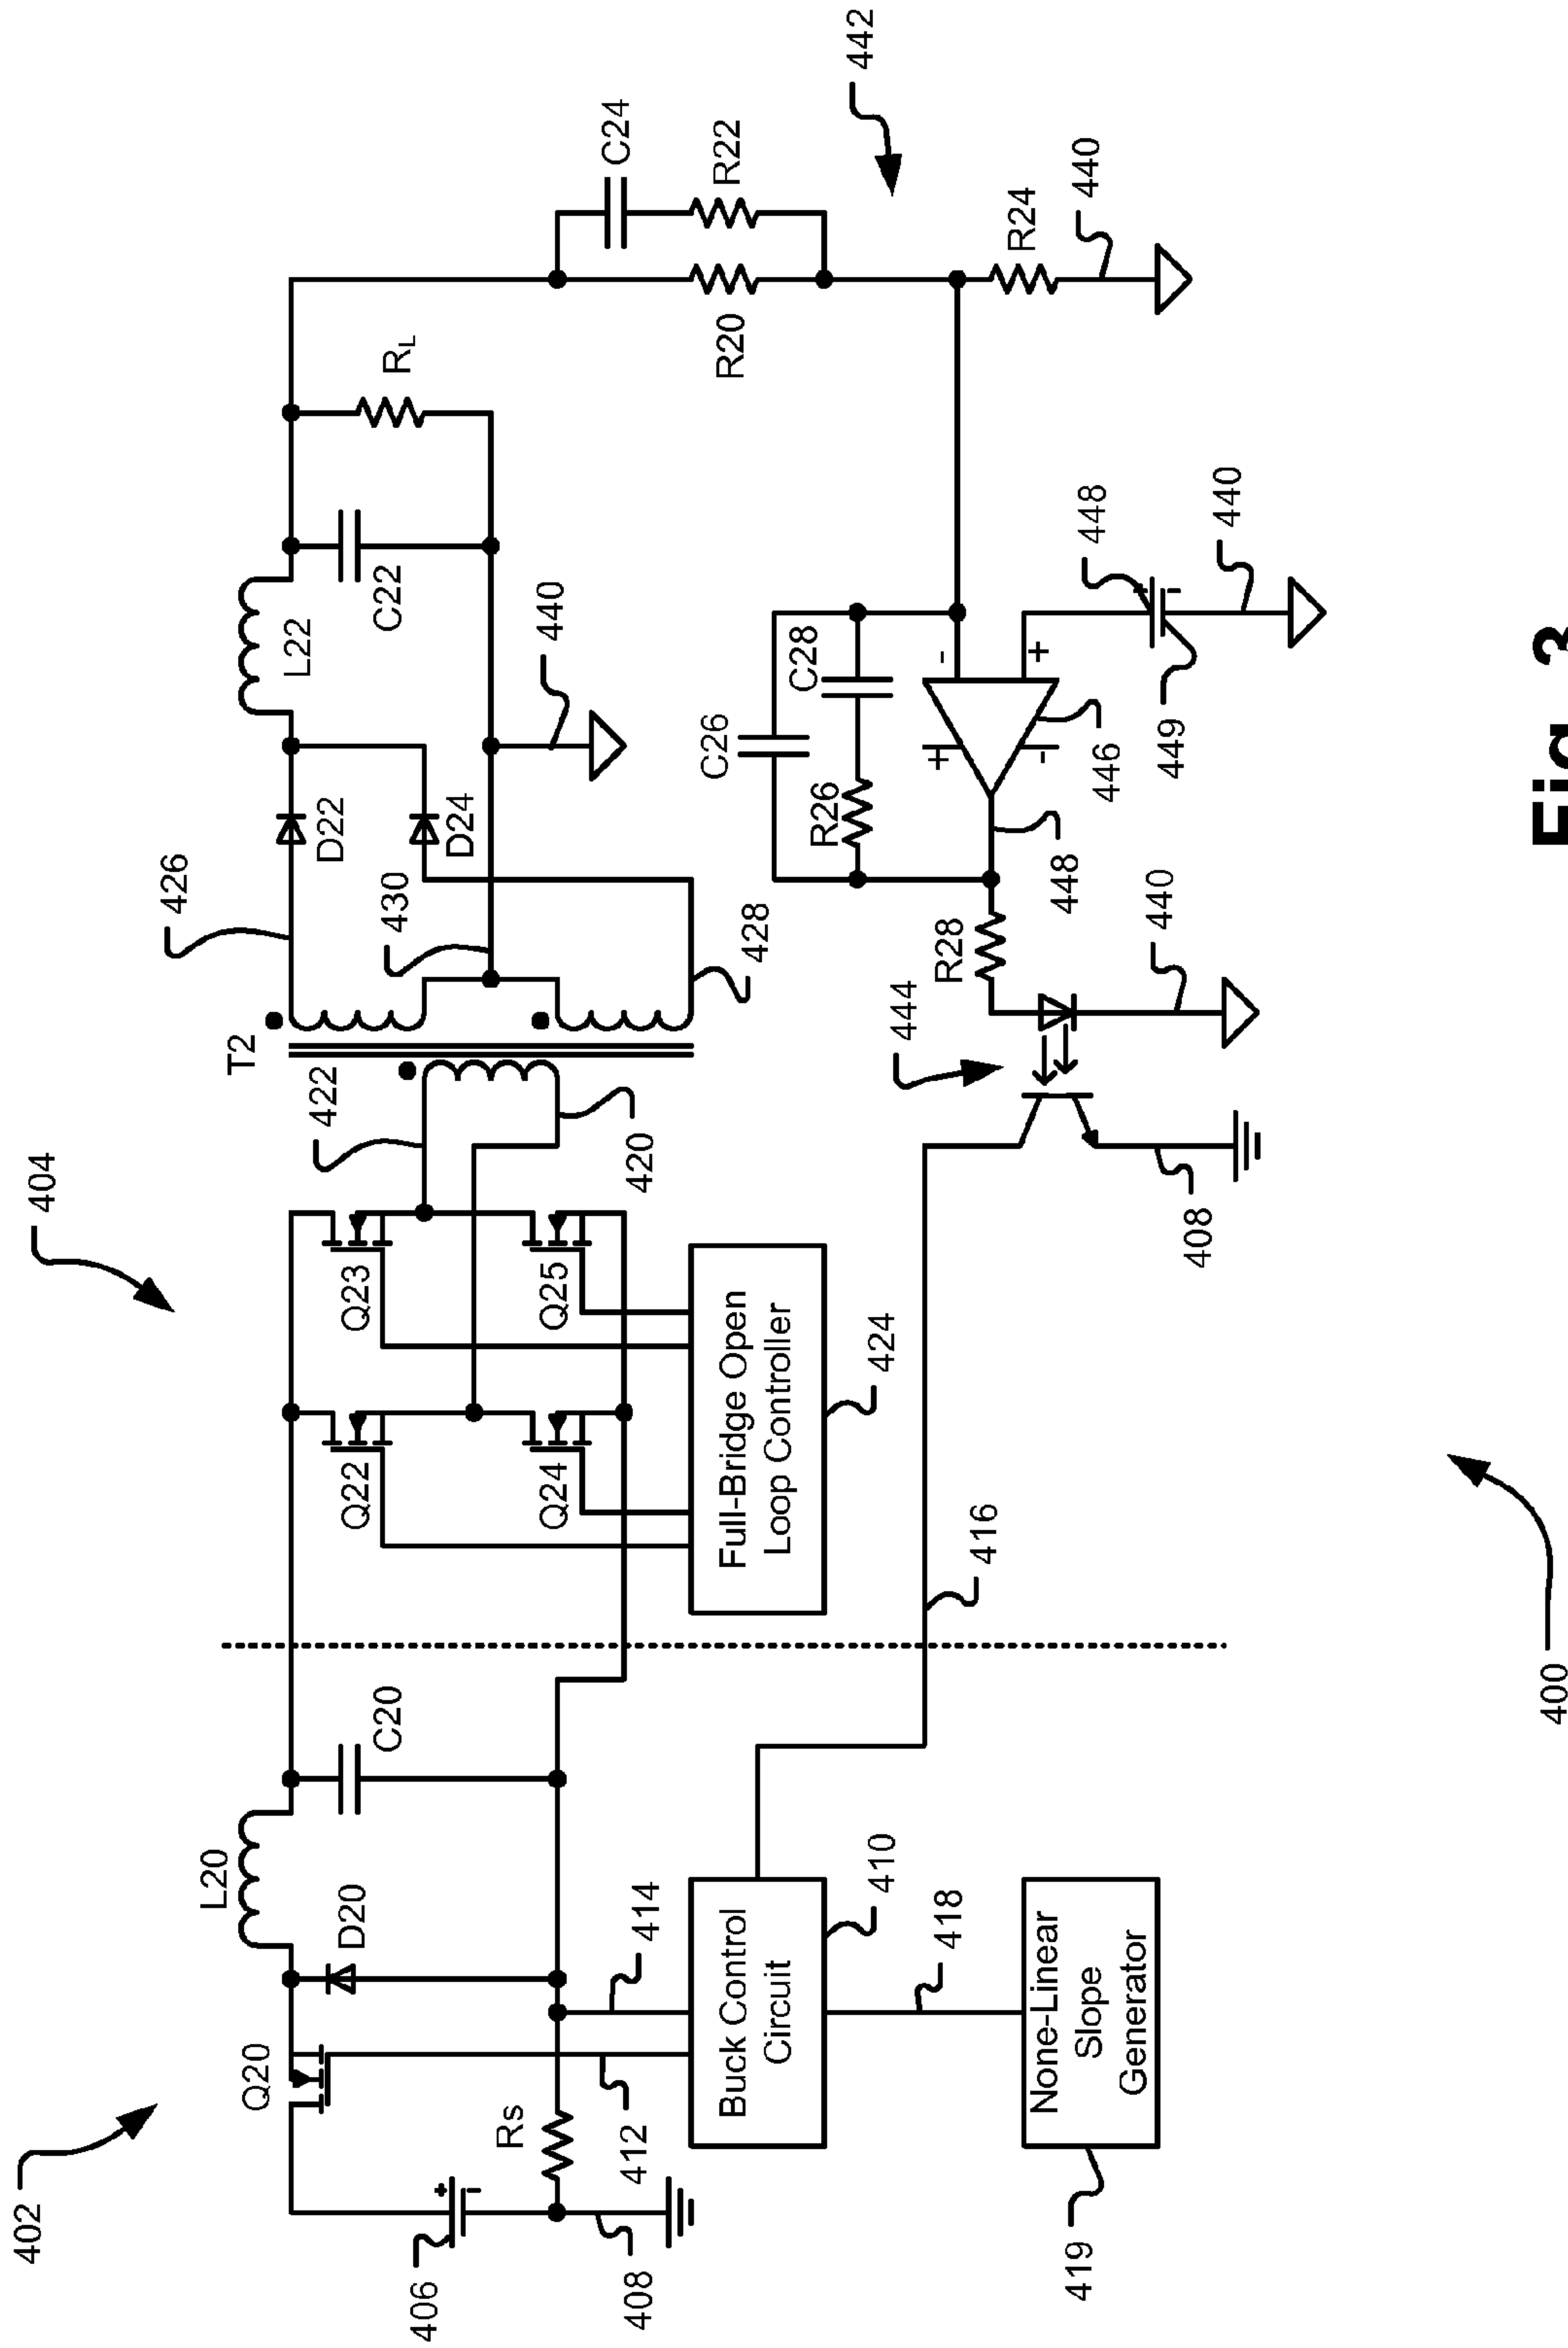 402
404
442
426
T2
Q20
L20
422
L22
D20
D22
Q22
Q23
C20
C22
430
RL
406
+
-
D24
Rs
Q24
Q25
440
C24
408
412
414
420
428
R20
R22
C26
Buck Control
Circuit
Full-Bridge Open
Loop Controller
C28
R26
410
424
444
R28
-
+
+
-
R24
418
416
448
446
440
None-Linear
Slope
Generator
419
408
440
449
448
+
-
440
400
Fig. 3